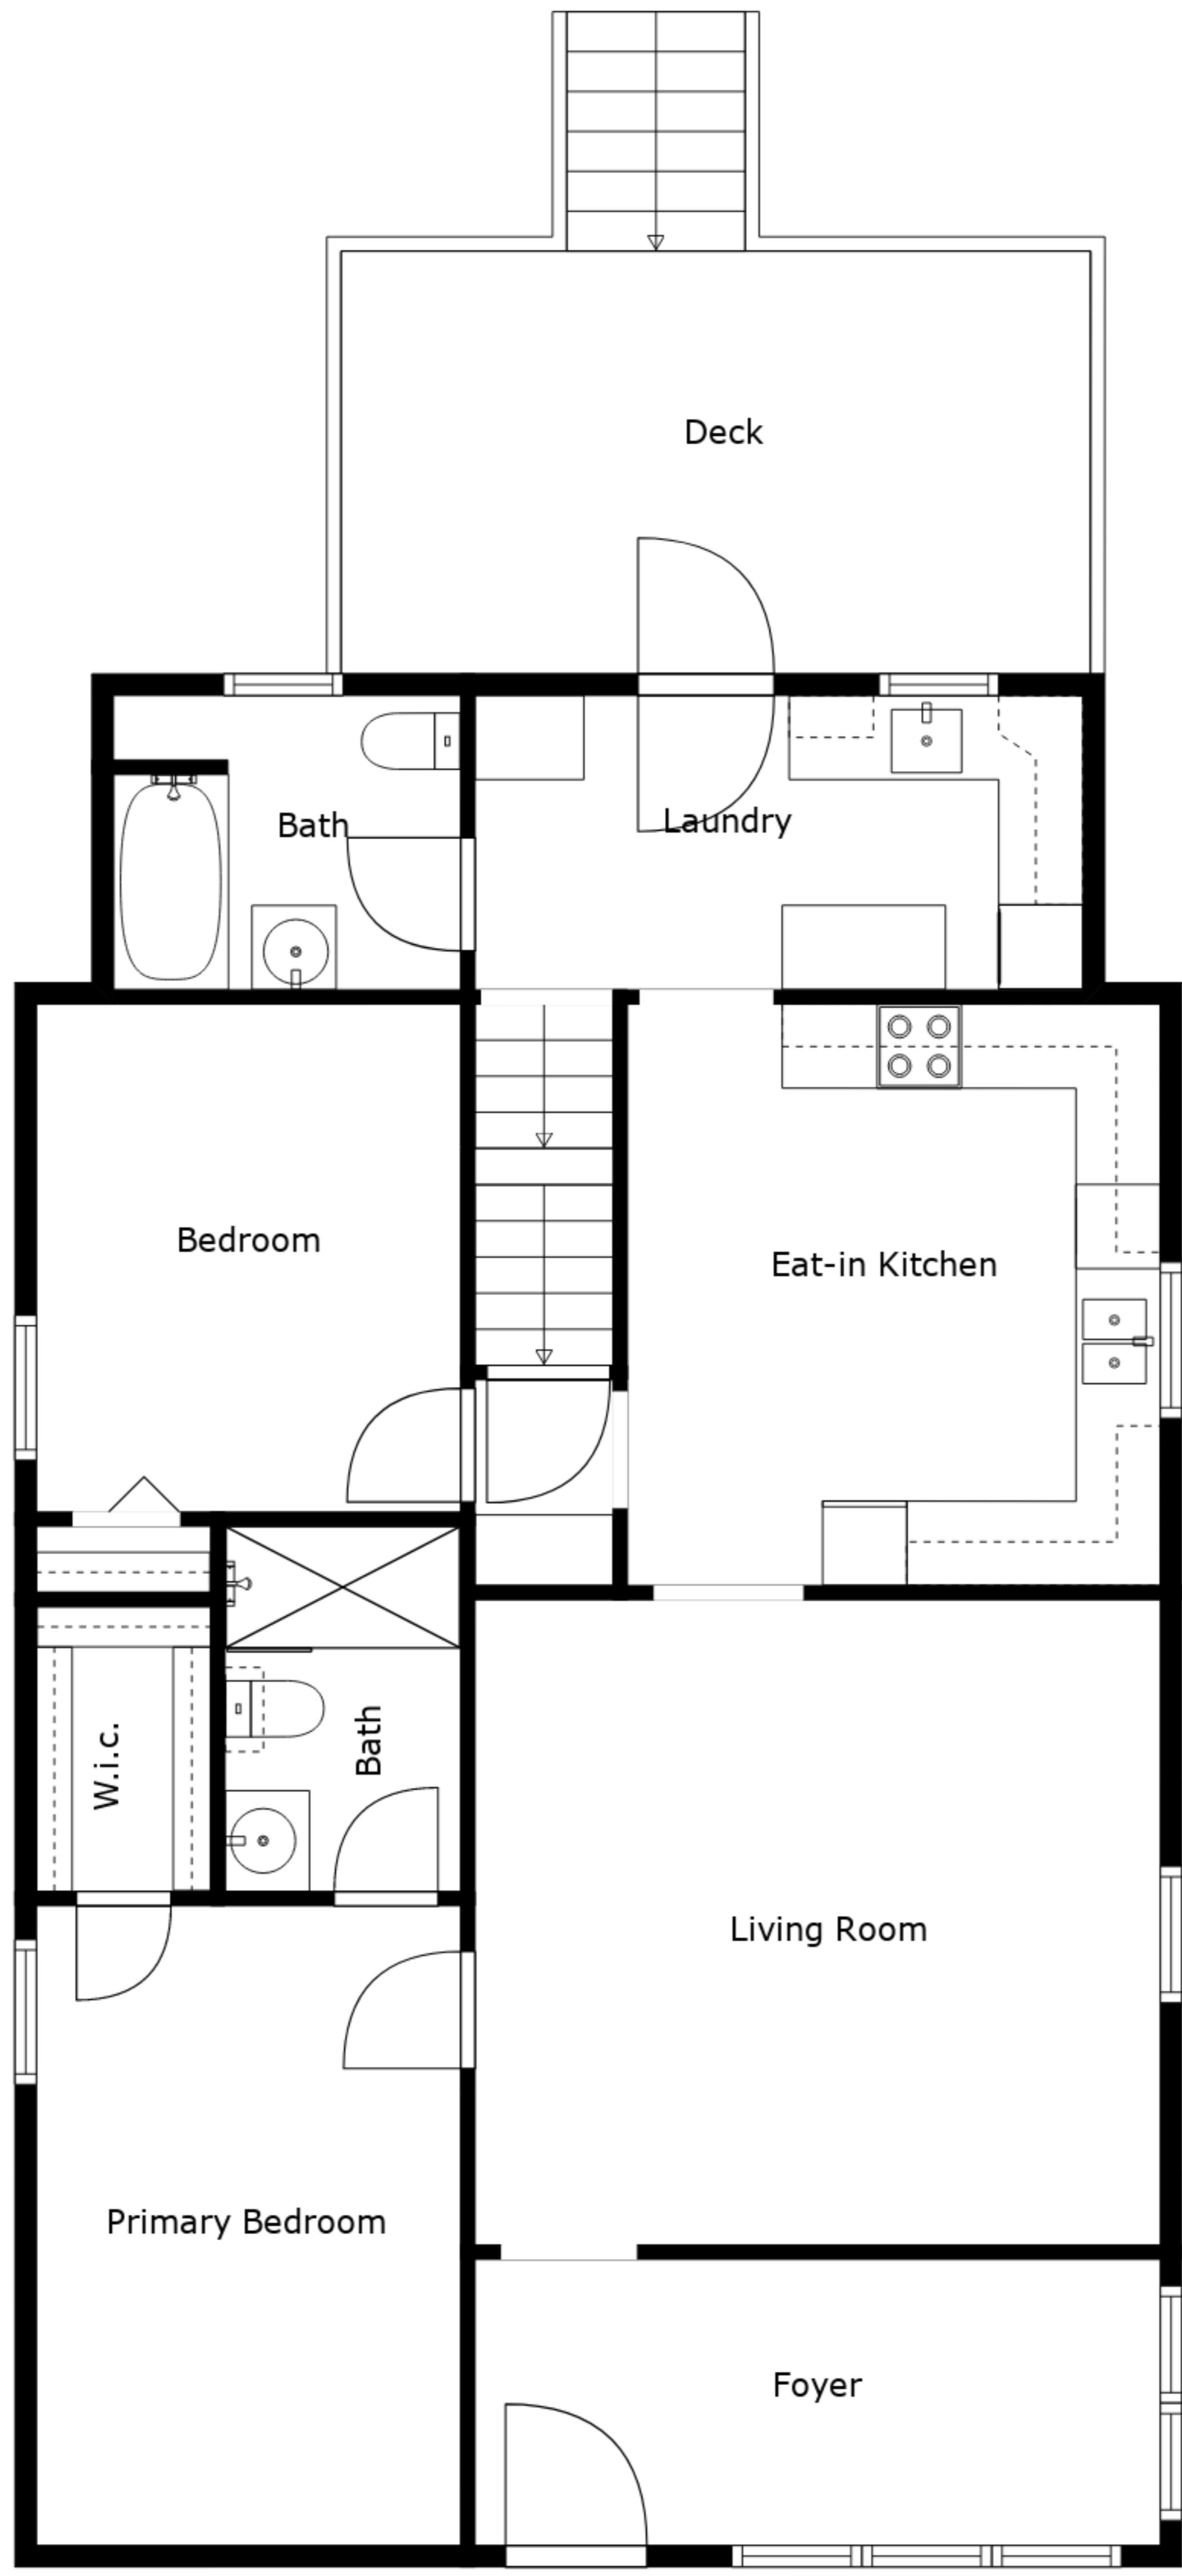 Deck
Bath
Laundry
Bedroom
Eat-in Kitchen
W.i.c.
Bath
Living Room
Primary Bedroom
Foyer